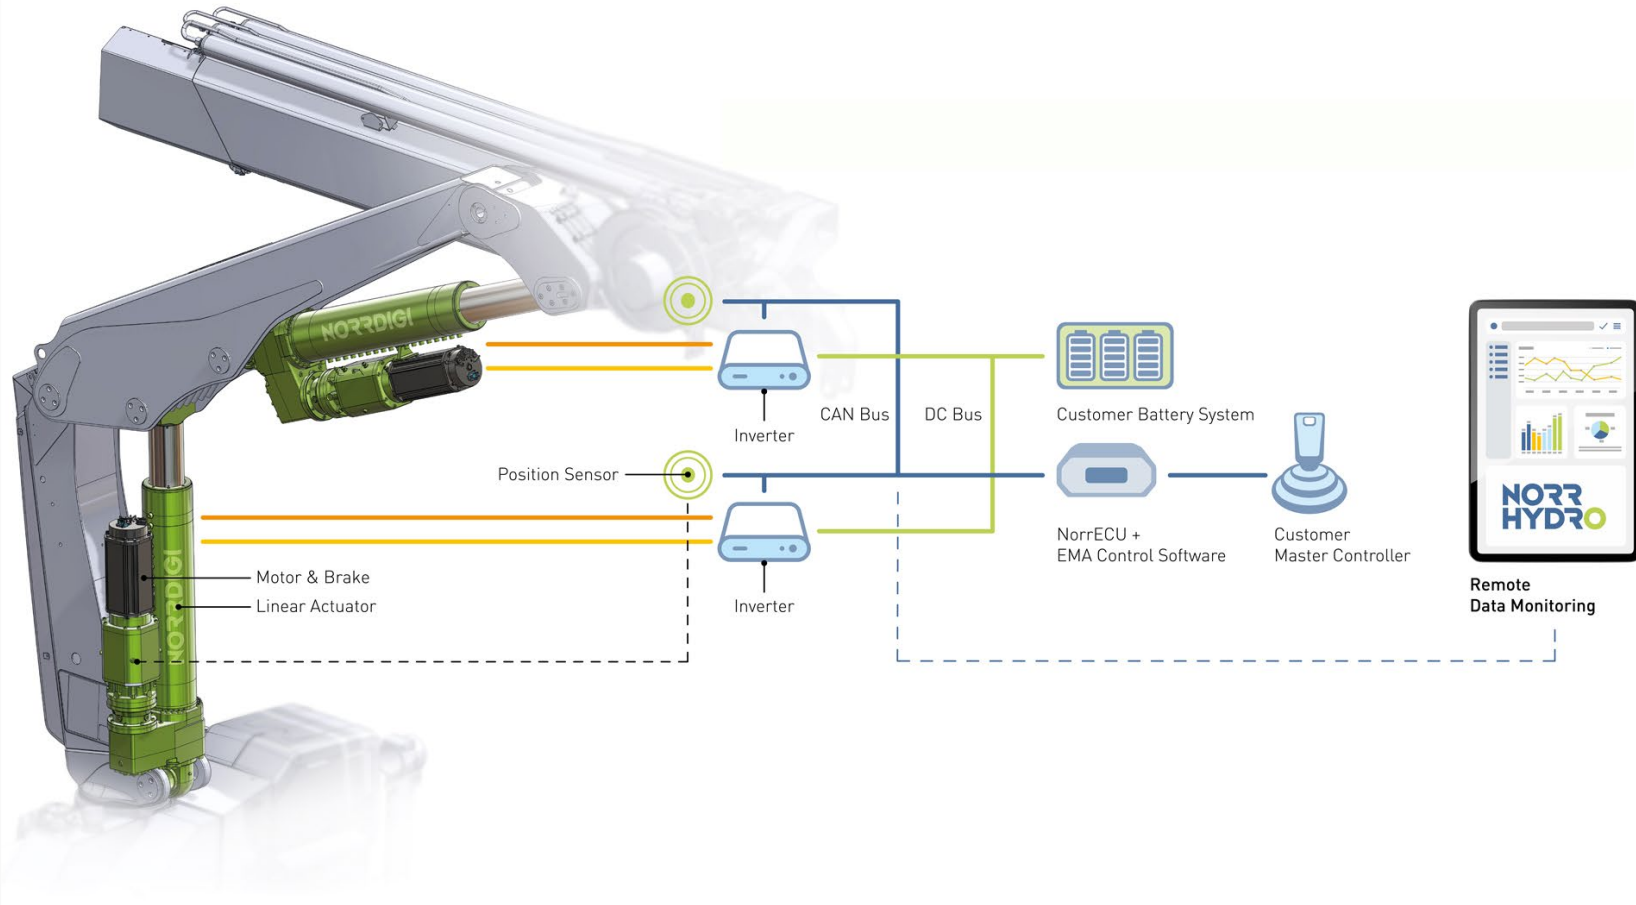 NORRDIGI
Inverter
CAN Bus
DC Bus
Customer Battery System
Position Sensor
NorrECU +
EMA Control Software
Customer
Master Controller
NORR
HYDRO
Remote
Data Monitoring
Motor & Brake
Linear Actuator
NORRDIGI
Inverter